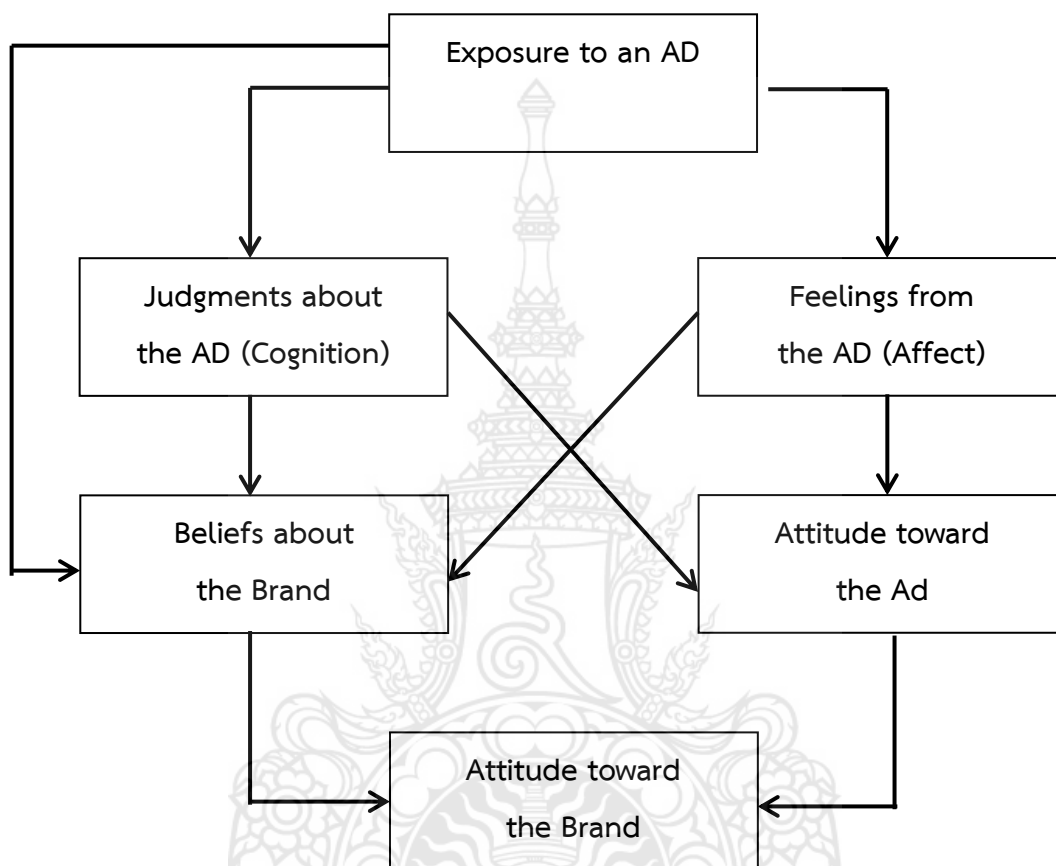 Exposure to an AD
Judgments about
the AD (Cognition)
Feelings from
the AD (Affect)
Beliefs about
the Brand
Attitude toward
the Ad
Attitude toward
the Brand